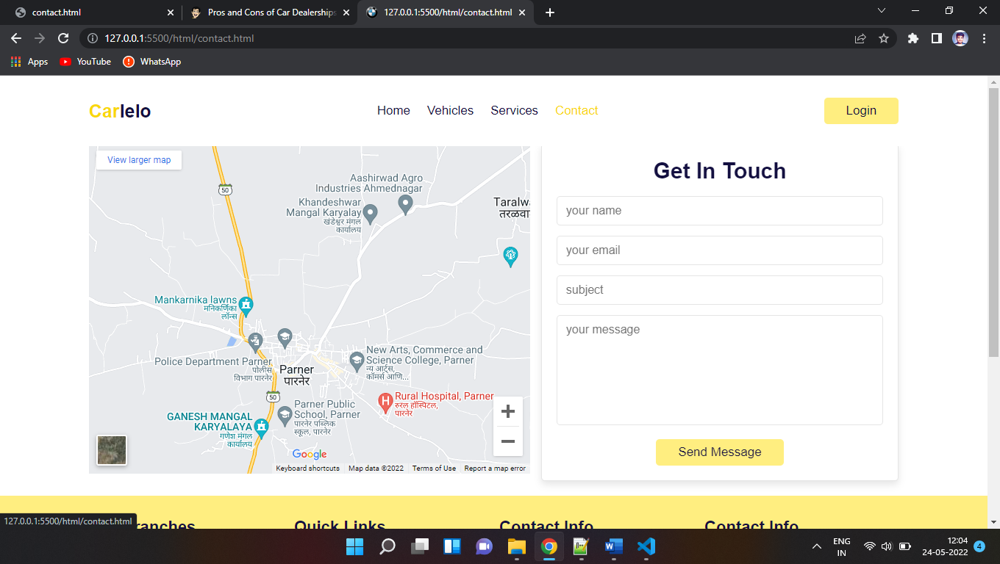 contact.html
Pros and Cons of Car Dealerships
127.0.0.1:5500/html/contact.html
127.0.0.1:5500/html/contact.html
Apps
YouTube
WhatsApp
Carlelo
Home
Vehicles
Services
Contact
Login
View larger map
50
Aashirwad Agro
Industries Ahmednagar
Khandeshwar
Mangal Karyalay
खंडेश्वर मंगल
कार्यालय
तरळवा
Mankarnika lawns
मनिकर्णिका
लॉन्स
Police Department Parner
पोलीस
विभाग पारनेर
Parner
पारनेर
New Arts, Commerce and
Science College, Parner
न्य आर्ट्स,
कॉमर्स आणि...
50
Rural Hospital, Parner
रुरल हॉस्पिटल,
पारनेर
Parner Public
School, Parner
पारनेर पब्लिक
स्कूल, पारनेर
GANESH MANGAL
KARYALAYA
गणेश मंगल
कार्यालय
Google
Keyboard shortcuts
Map data ©2022
Terms of Use
Report a map error
Get In Touch
your name
your email
subject
your message
Send Message
ranches
Quick Links
Contact Info
Contact Info
127.0.0.1:5500/html/contact.html
ENG
IN
12:04
24-05-2022
4